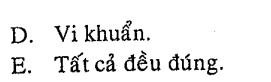 D. Vi khuẩn.
E. Tất cả đều đúng.